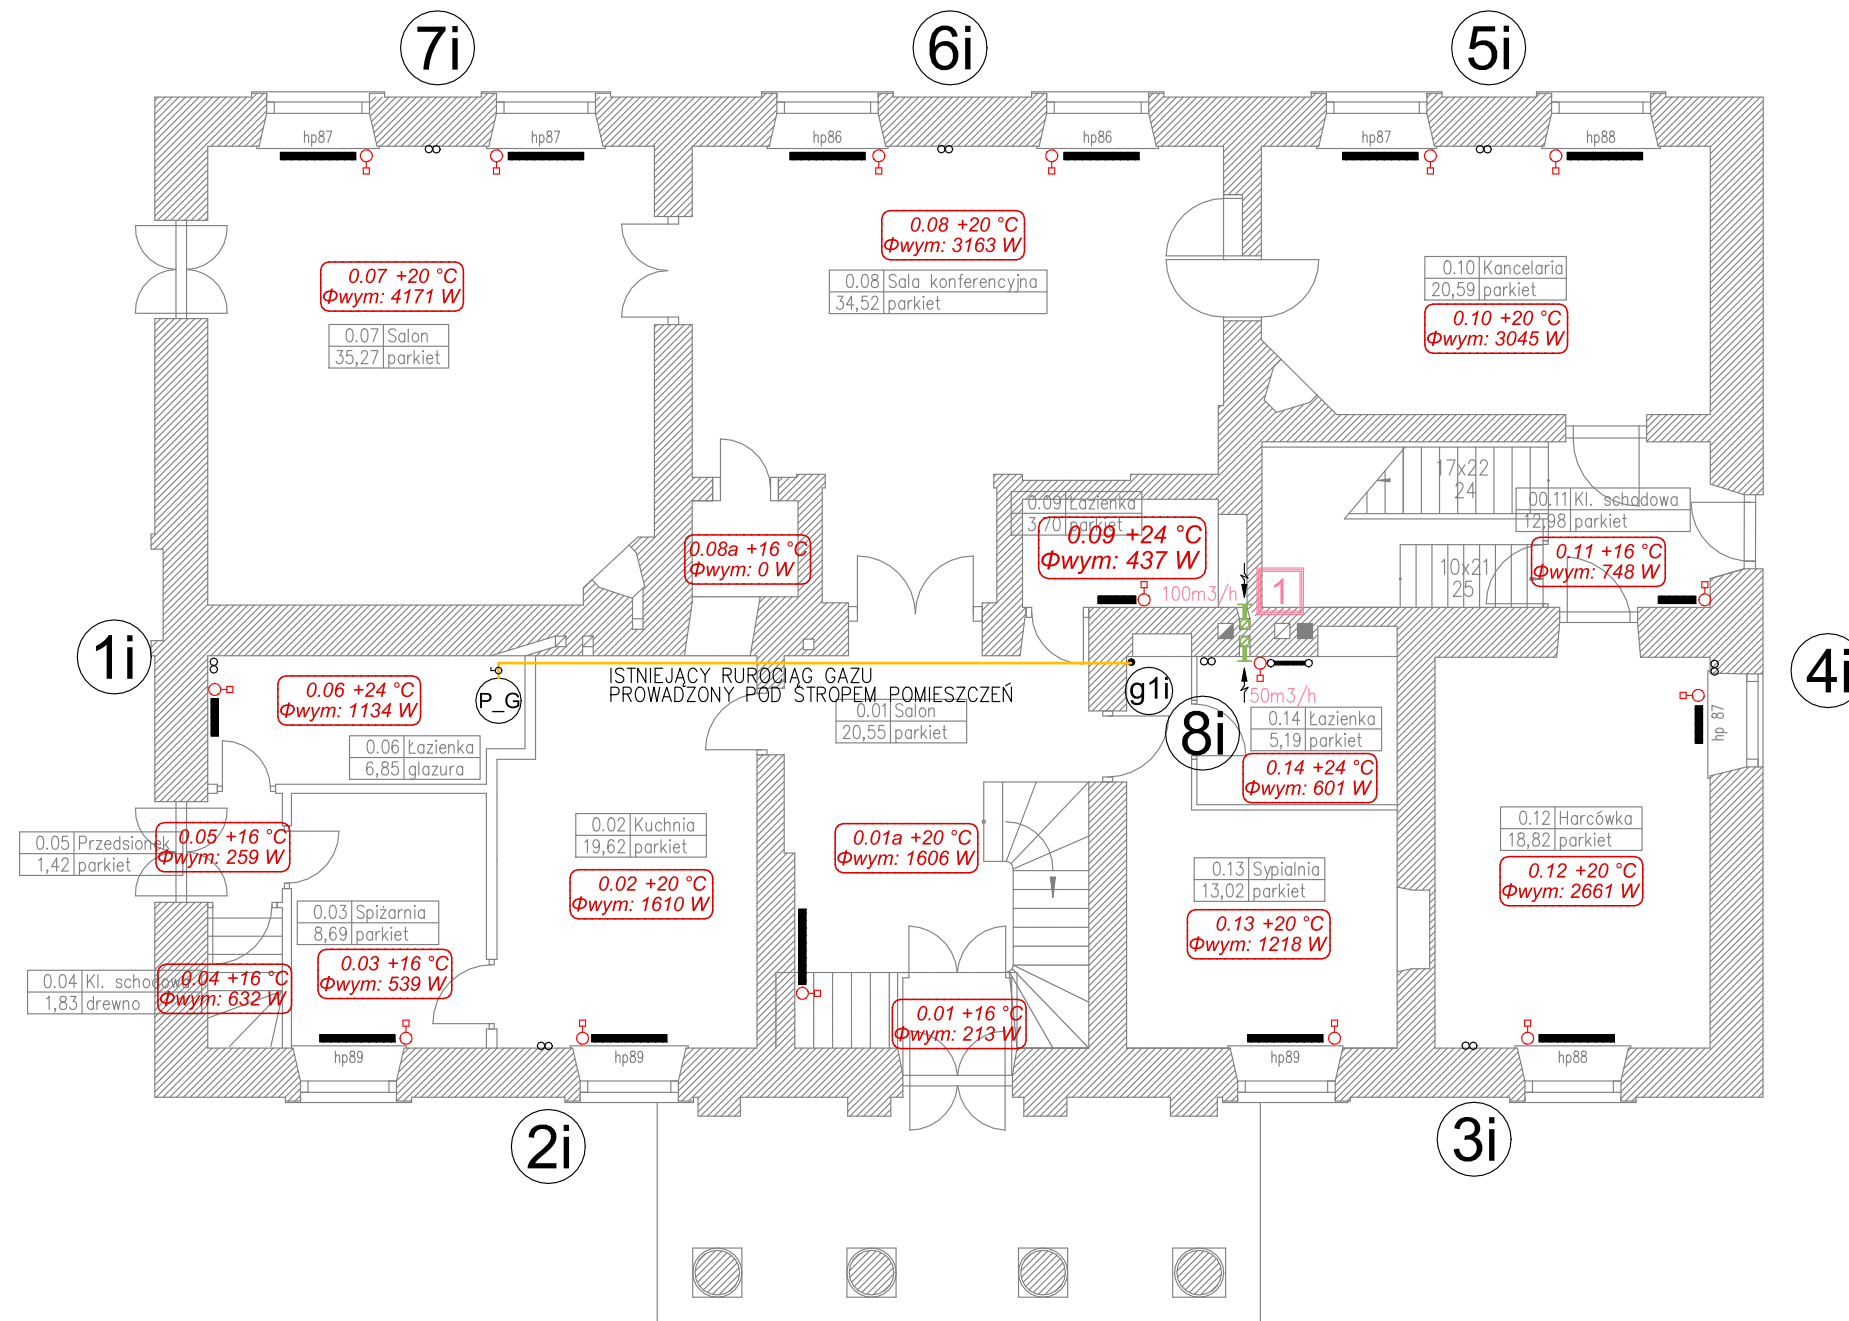 7i
6i
5i
hp87
hp87
hp86
hp86
hp87
hp88
0.07 +20 °C
Φwym: 4171 W
0.07 Salon
35,27 parkiet
0.08 +20 °C
Φwym: 3163 W
0.08 Sala konferencyjna
34,52 parkiet
0.10 Kancelaria
20,59 parkiet
0.10 +20 °C
Φwym: 3045 W
17x22
24
00.11 Kl. schodowa
12,98 parkiet
0.11 +16 °C
Φwym: 748 W
10x21
25
0.09 Łazienka
3,70 parkiet
0.09 +24 °C
Φwym: 437 W
0.08a +16 °C
Φwym: 0 W
100m3/h
1
1i
4i
ISTNIEJĄCY RUROCIĄG GAZU
PROWADZONY POD STROPEM POMIESZCZEŃ
P_G
g1i
8i
50m3/h
0.06 +24 °C
Φwym: 1134 W
0.06 Łazienka
6,85 glazura
0.01 Salon
20,55 parkiet
0.14 Łazienka
5,19 parkiet
0.14 +24 °C
Φwym: 601 W
hp 87
0.05 Przedsionek
1,42 parkiet
0.05 +16 °C
Φwym: 259 W
0.02 Kuchnia
19,62 parkiet
0.02 +20 °C
Φwym: 1610 W
0.01a +20 °C
Φwym: 1606 W
0.13 Sypialnia
13,02 parkiet
0.13 +20 °C
Φwym: 1218 W
0.12 Harcówka
18,82 parkiet
0.12 +20 °C
Φwym: 2661 W
0.03 Spiżarnia
8,69 parkiet
0.03 +16 °C
Φwym: 539 W
0.04 Kl. schodowa
1,83 drewno
0.04 +16 °C
Φwym: 632 W
0.01 +16 °C
Φwym: 213 W
hp89
hp89
hp89
hp88
2i
3i